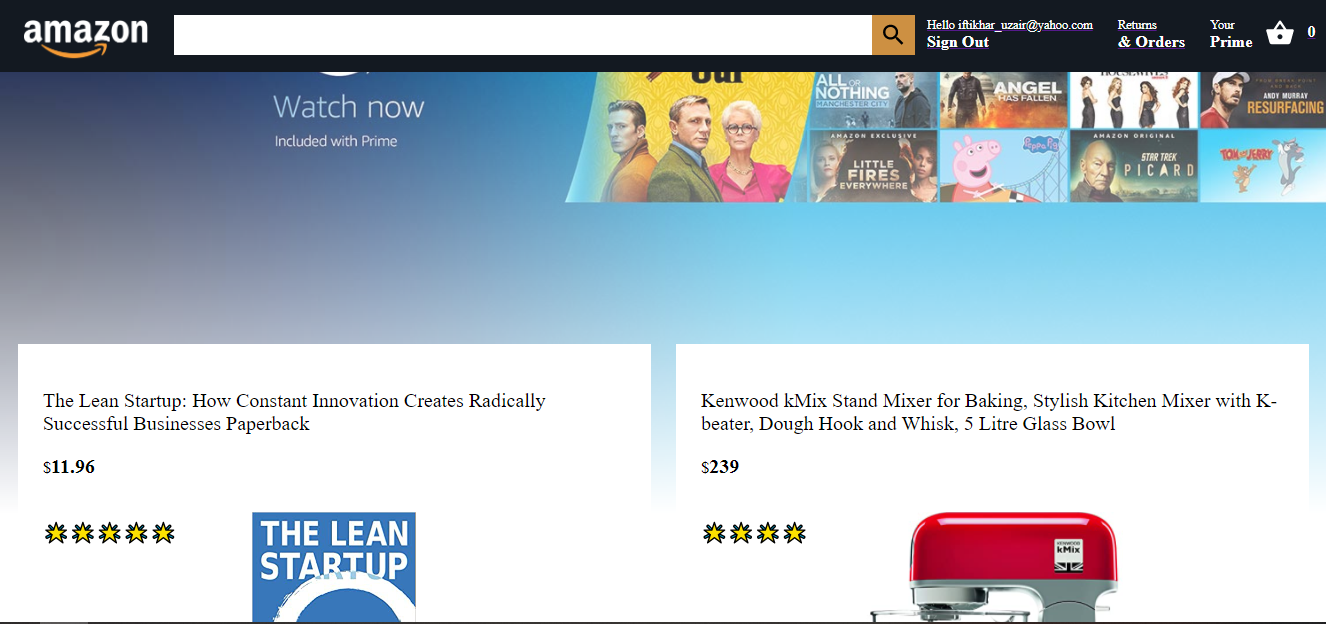 amazon
Hello iftikhar_uzair@yahoo.com
Sign Out
Returns
& Orders
Your
Prime
0
Watch now
Included with Prime
our
ALL OR
NOTHING
MANCHESTER CITY
ANGEL
HAS FALLEN
HOUSEWIVES
ANDY MURRAY
RESURFACING
AMAZON EXCLUSIVE
LITTLE
FIRES
EVERYWHERE
Peppa Pig
AMAZON ORIGINAL
STAR TREK
PICARD
TOM and JERRY
The Lean Startup: How Constant Innovation Creates Radically
Successful Businesses Paperback
$11.96
THE LEAN
STARTUP
Kenwood kMix Stand Mixer for Baking, Stylish Kitchen Mixer with K-
beater, Dough Hook and Whisk, 5 Litre Glass Bowl
$239
KENWOOD
kMix